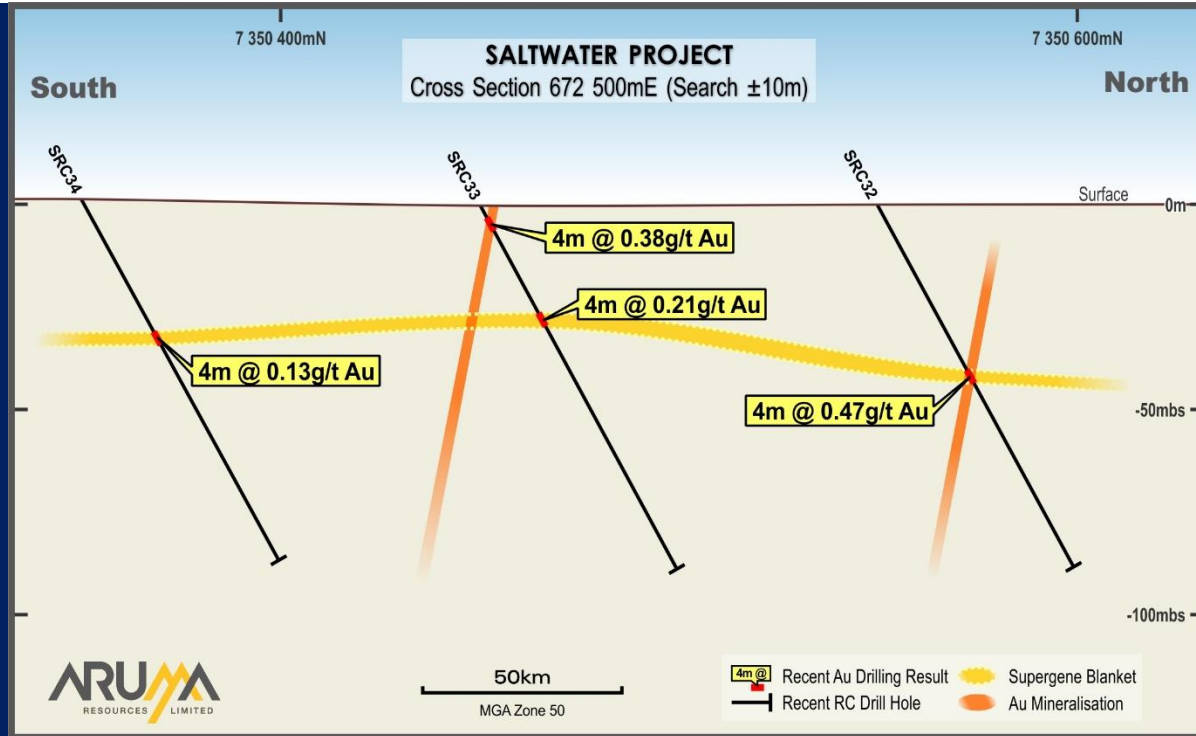 7 350 400mN
7 350 600mN
SALTWATER PROJECT
Cross Section 672 500mE (Search ±10m)
South
North
SRC34
SRC33
SRC32
Surface
0m
4m @ 0.38g/t Au
4m @ 0.21g/t Au
4m @ 0.13g/t Au
4m @ 0.47g/t Au
-50mbs
-100mbs
ARUMA
RESOURCES LIMITED
50km
MGA Zone 50
4m @
Recent Au Drilling Result
Supergene Blanket
Recent RC Drill Hole
Au Mineralisation